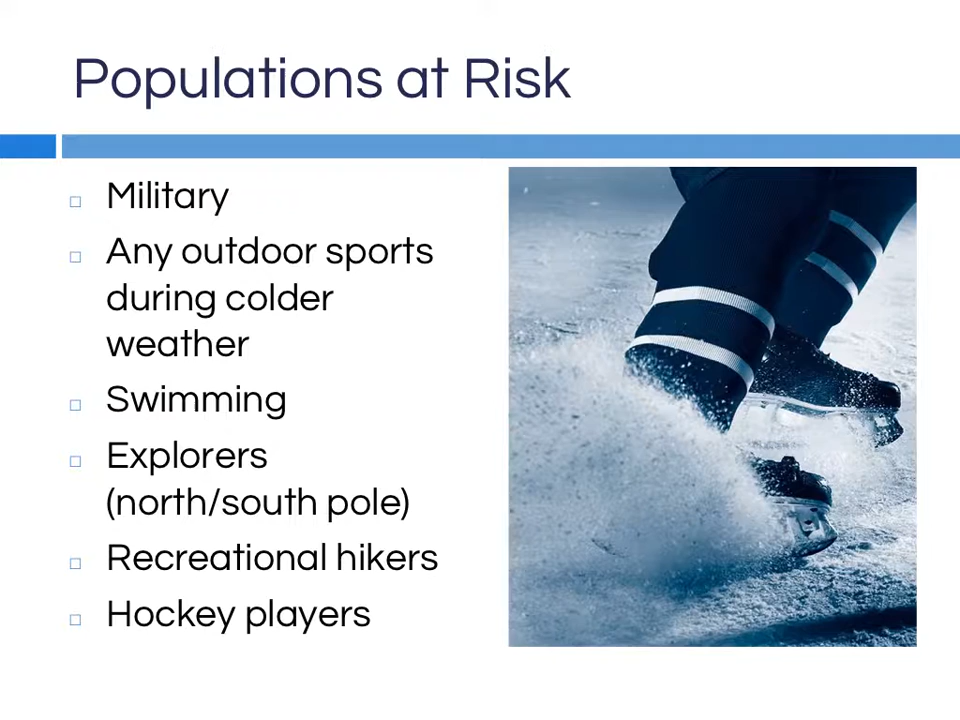 Populations at Risk
Military
Any outdoor sports
during colder
weather
Swimming
Explorers
(north/south pole)
Recreational hikers
Hockey players